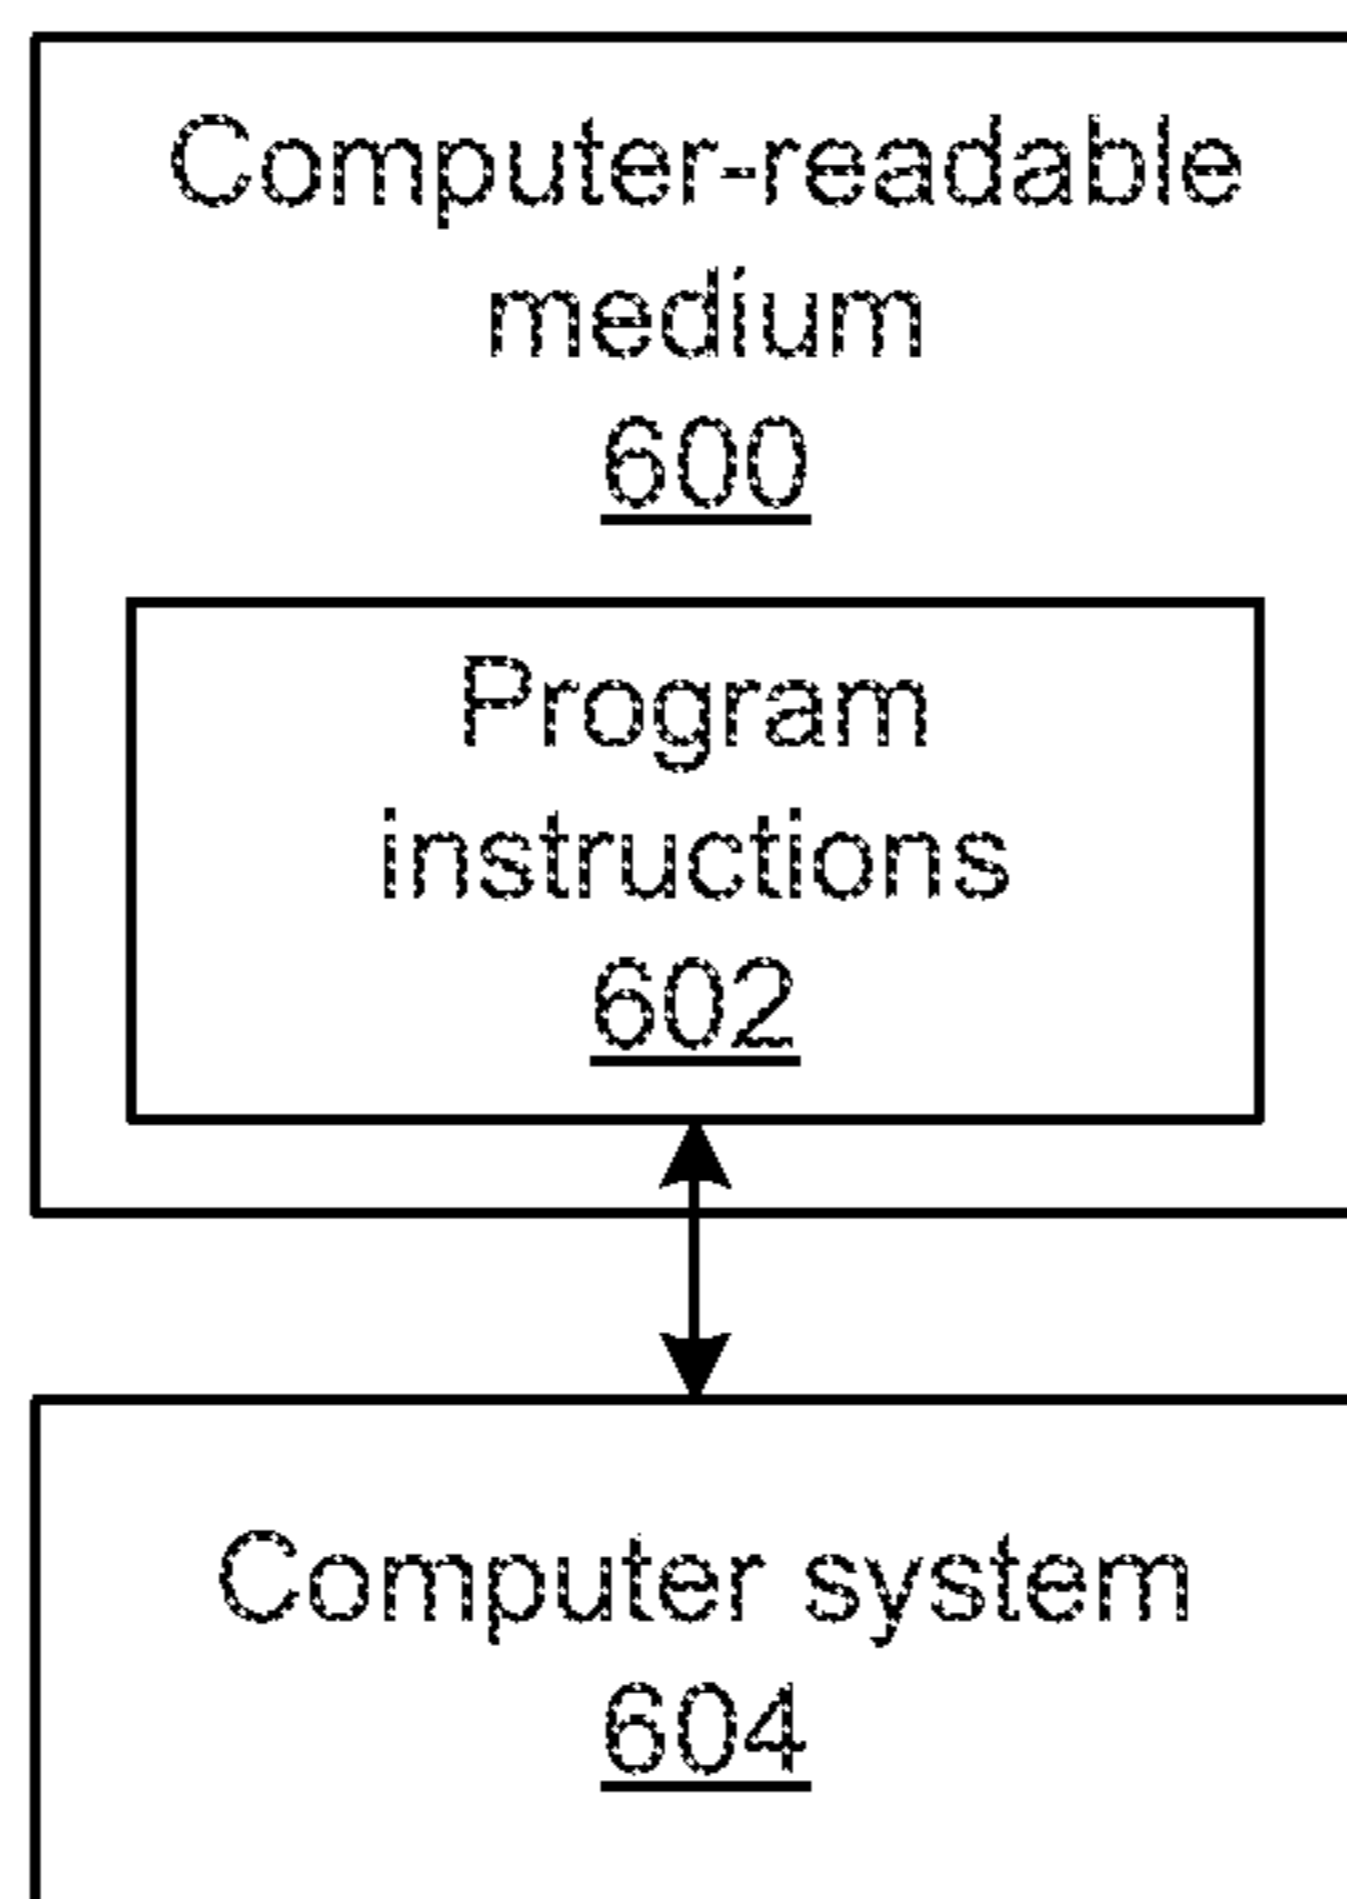 Computer-readable
medium
600
Program
instructions
602
Computer system
604